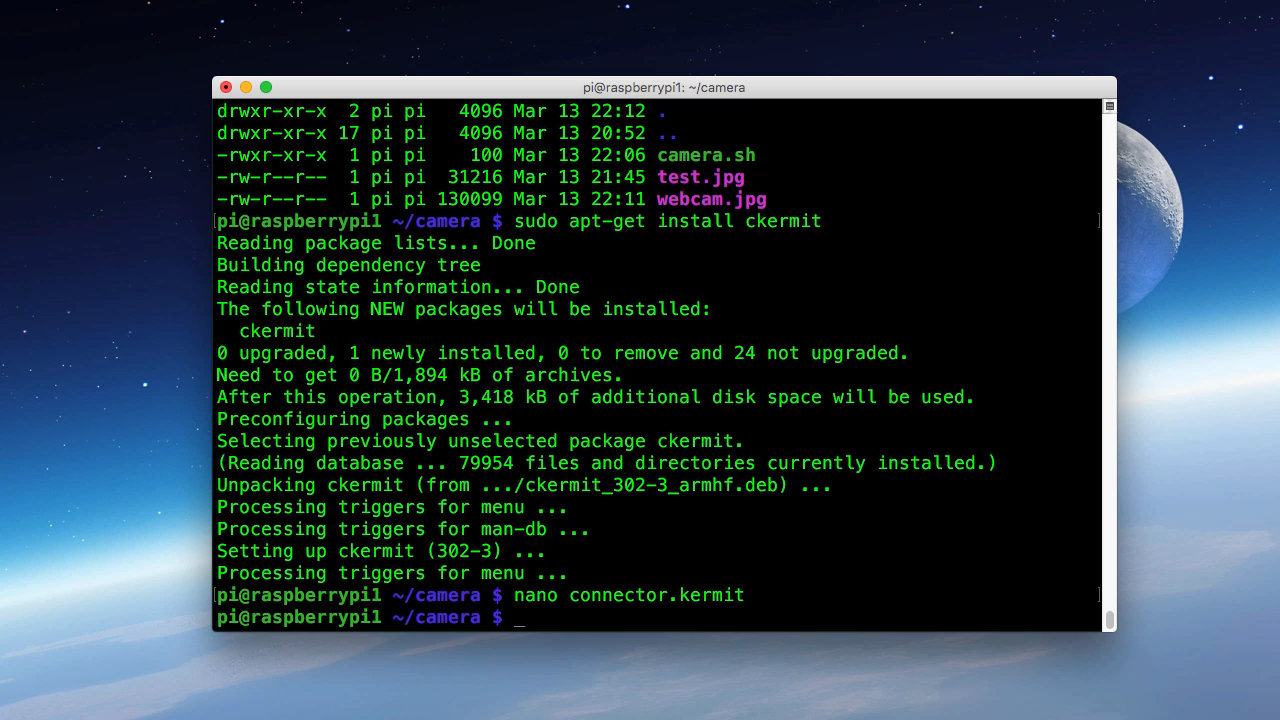 pi@raspberrypi1: ~/camera
drwxr-xr-x  2 pi pi   4096 Mar 13 22:12 .
drwxr-xr-x 17 pi pi   4096 Mar 13 20:52 ..
-rwxr-xr-x  1 pi pi    100 Mar 13 22:06 camera.sh
-rw-r--r--  1 pi pi  31216 Mar 13 21:45 test.jpg
-rw-r--r--  1 pi pi 130099 Mar 13 22:11 webcam.jpg
[pi@raspberrypi1 ~/camera $ sudo apt-get install ckermit ]
Reading package lists... Done
Building dependency tree
Reading state information... Done
The following NEW packages will be installed:
  ckermit
0 upgraded, 1 newly installed, 0 to remove and 24 not upgraded.
Need to get 0 B/1,894 kB of archives.
After this operation, 3,418 kB of additional disk space will be used.
Preconfiguring packages ...
Selecting previously unselected package ckermit.
(Reading database ... 79954 files and directories currently installed.)
Unpacking ckermit (from .../ckermit_302-3_armhf.deb) ...
Processing triggers for menu ...
Processing triggers for man-db ...
Setting up ckermit (302-3) ...
Processing triggers for menu ...
[pi@raspberrypi1 ~/camera $ nano connector.kermit ]
pi@raspberrypi1 ~/camera $ _